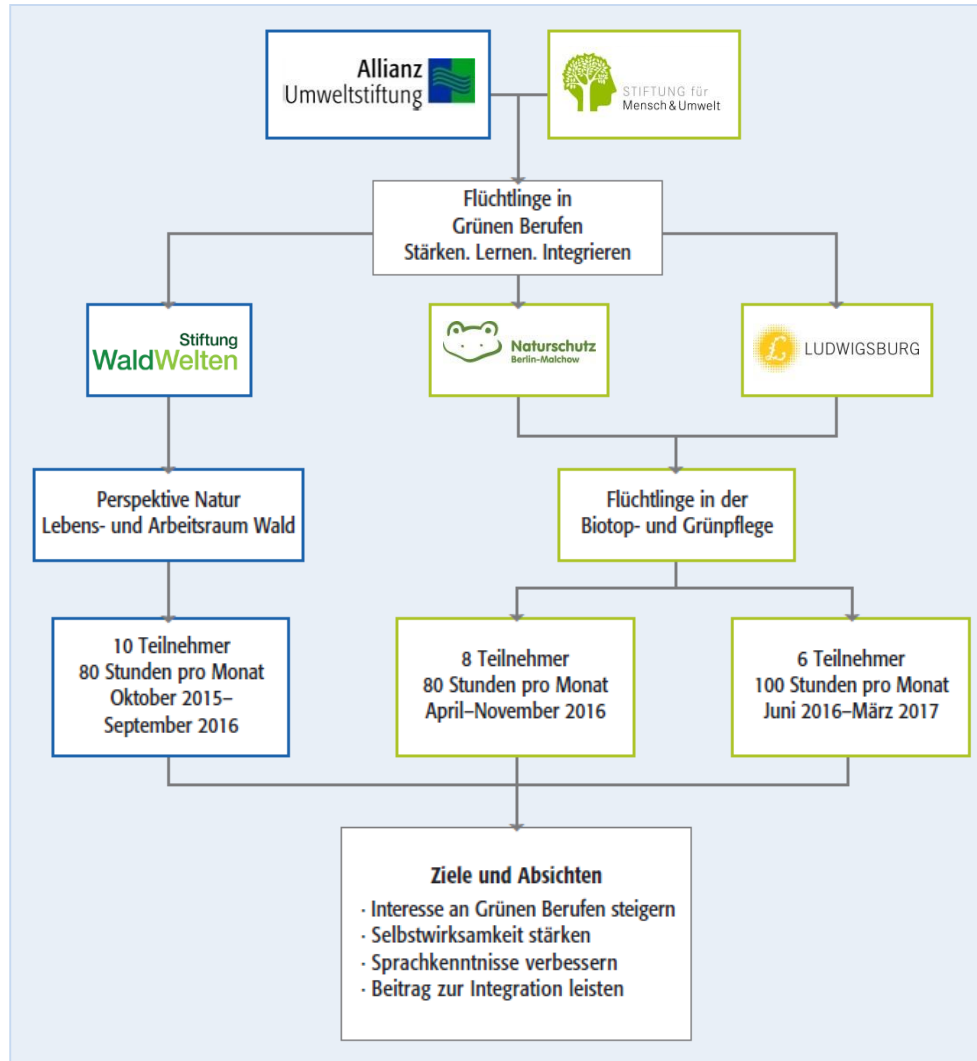 Allianz
Umweltstiftung
STIFTUNG für
Mensch & Umwelt
Flüchtlinge in
Grünen Berufen
Stärken. Lernen. Integrieren
Stiftung
WaldWelten
Naturschutz
Berlin-Malchow
£ LUDWIGSBURG
Perspektive Natur
Lebens- und Arbeitsraum Wald
Flüchtlinge in der
Biotop- und Grünpflege
10 Teilnehmer
80 Stunden pro Monat
Oktober 2015–
September 2016
8 Teilnehmer
80 Stunden pro Monat
April–November 2016
6 Teilnehmer
100 Stunden pro Monat
Juni 2016–März 2017
Ziele und Absichten
· Interesse an Grünen Berufen steigern
· Selbstwirksamkeit stärken
· Sprachkenntnisse verbessern
· Beitrag zur Integration leisten